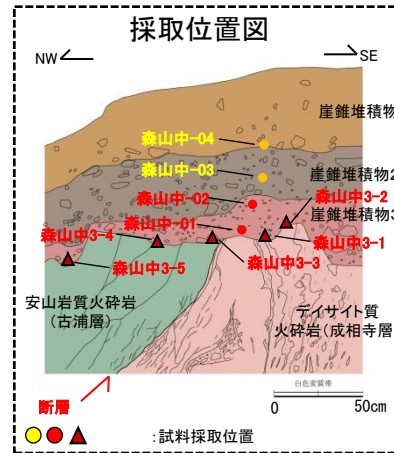 採取位置図
NW
SE
崖錐堆積物
森山中-04
森山中-03
崖錐堆積物2
森山中-02
森山中3-2
崖錐堆積物3
森山中3-4
森山中-01
森山中3-1
森山中3-5
森山中3-3
安山岩質火砕岩
(古浦層)
デイサイト質
火砕岩(成相寺層
白色変質帯
断層
0
50cm
:試料採取位置